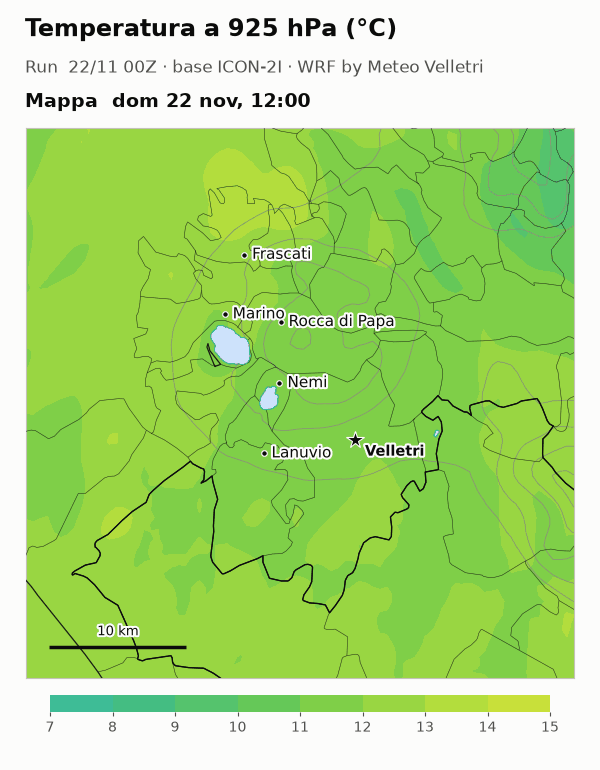 Temperatura a 925 hPa (°C)
Run 22/11 00Z · base ICON-2I · WRF by Meteo Velletri
Mappa dom 22 nov, 12:00
Frascati
Marino
Rocca di Papa
Nemi
Velletri
Lanuvio
10 km
7 8 9 10 11 12 13 14 15